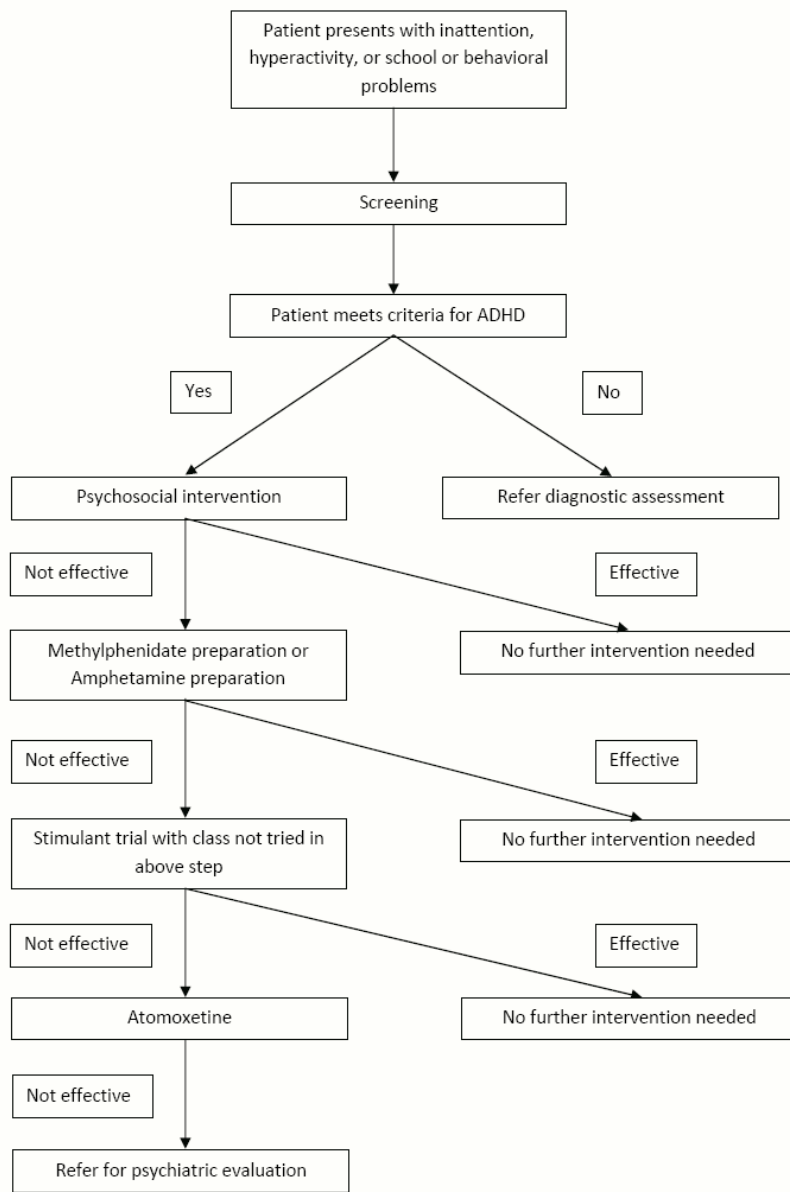 Patient presents with inattention,
hyperactivity, or school or behavioral
problems
Screening
Patient meets criteria for ADHD
Yes
No
Psychosocial intervention
Refer diagnostic assessment
Not effective
Effective
Methylphenidate preparation or
Amphetamine preparation
No further intervention needed
Not effective
Effective
Stimulant trial with class not tried in
above step
No further intervention needed
Not effective
Effective
Atomoxetine
No further intervention needed
Not effective
Refer for psychiatric evaluation